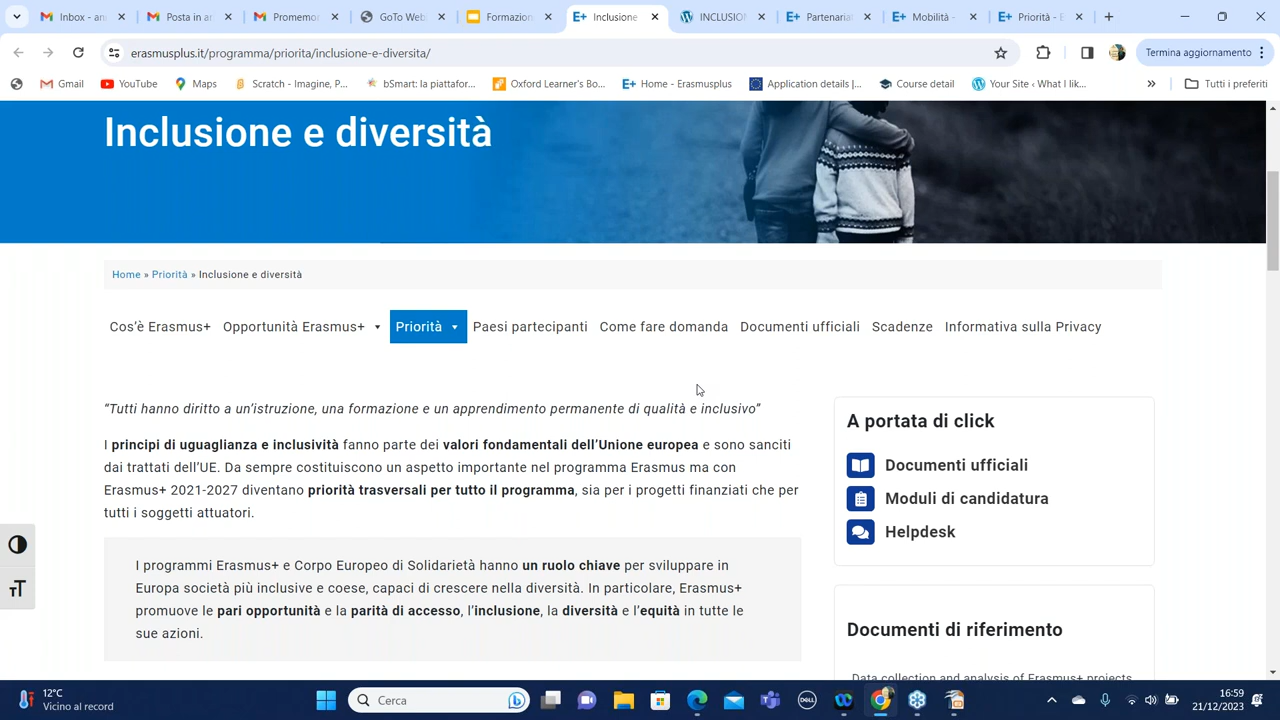 Inbox - an
Posta in ar
Promemor
GoTo Web
Formazion
Inclusione
INCLUSION
Partenariat
Mobilità -
Priorità - E
erasmusplus.it/programma/priorita/inclusione-e-diversita/
Termina aggiornamento
Gmail
YouTube
Maps
Scratch - Imagine, P...
bSmart: la piattafor...
Oxford Learner's Bo...
Home - Erasmusplus
Application details |...
Course detail
Your Site ‹ What I lik...
»
Tutti i preferiti
Inclusione e diversità
Home » Priorità » Inclusione e diversità
Cos'è Erasmus+ Opportunità Erasmus+ Priorità Paesi partecipanti Come fare domanda Documenti ufficiali Scadenze Informativa sulla Privacy
“Tutti hanno diritto a un’istruzione, una formazione e un apprendimento permanente di qualità e inclusivo”
I principi di uguaglianza e inclusività fanno parte dei valori fondamentali dell’Unione europea e sono sanciti
dai trattati dell’UE. Da sempre costituiscono un aspetto importante nel programma Erasmus ma con
Erasmus+ 2021-2027 diventano priorità trasversali per tutto il programma, sia per i progetti finanziati che per
tutti i soggetti attuatori.
I programmi Erasmus+ e Corpo Europeo di Solidarietà hanno un ruolo chiave per sviluppare in
Europa società più inclusive e coese, capaci di crescere nella diversità. In particolare, Erasmus+
promuove le pari opportunità e la parità di accesso, l’inclusione, la diversità e l’equità in tutte le
sue azioni.
A portata di click
Documenti ufficiali
Moduli di candidatura
Helpdesk
Documenti di riferimento
Data collection and analysis of Erasmus+ projects
12°C
Vicino al record
Cerca
16:59
21/12/2023